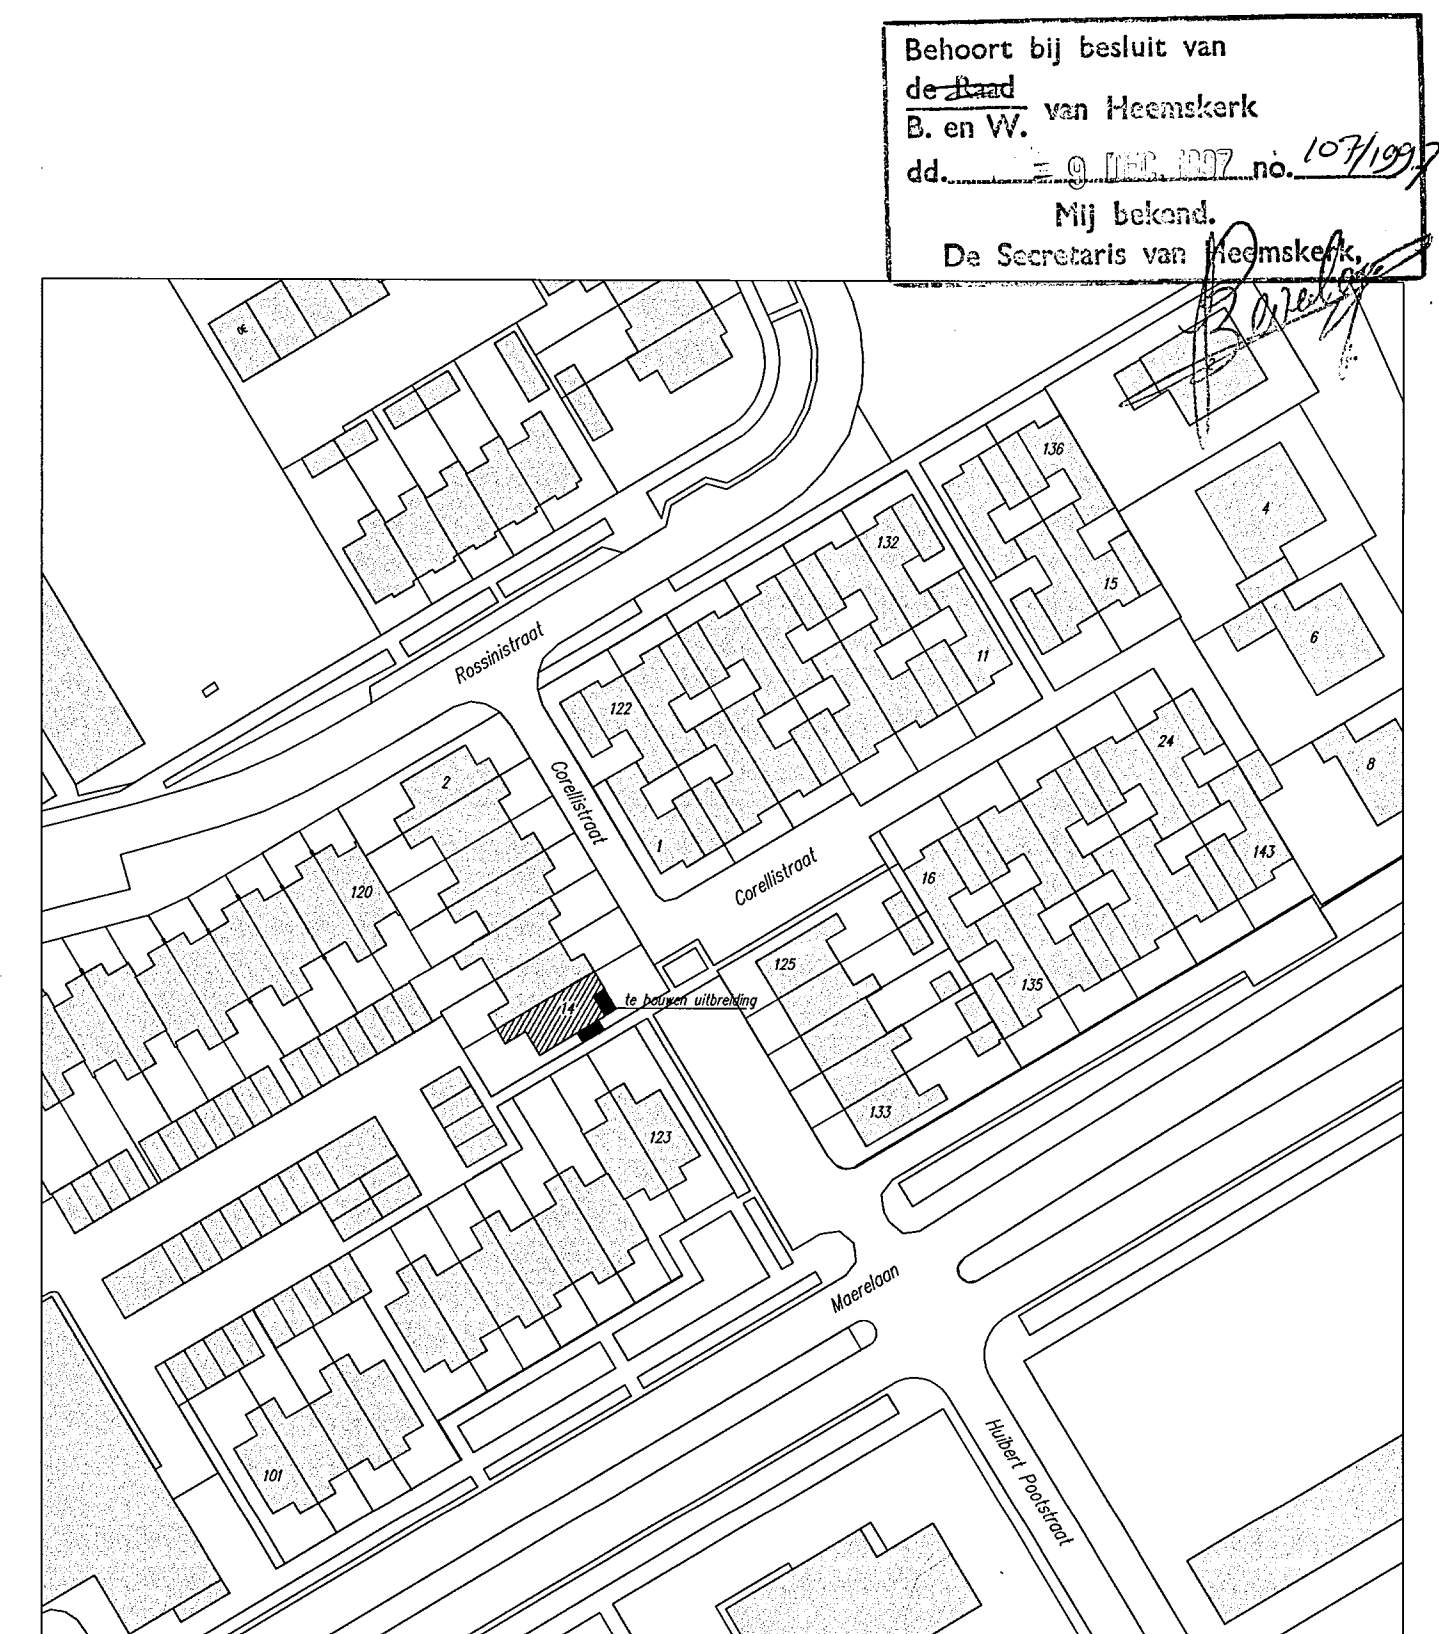 Behoort bij besluit van
de Raad
B. en W. van Heemskerk
dd. = 9 DEC. 1997 no. 107/1997
Mij bekend.
De Secretaris van Heemskerk,
136
4
132
15
6
11
Rossinistraat
122
24
8
2
Corellistraat
1
143
Corellistraat
16
120
125
135
14
te bouwen uitbreiding
133
123
Maerelaan
101
Huibert Pootstraat